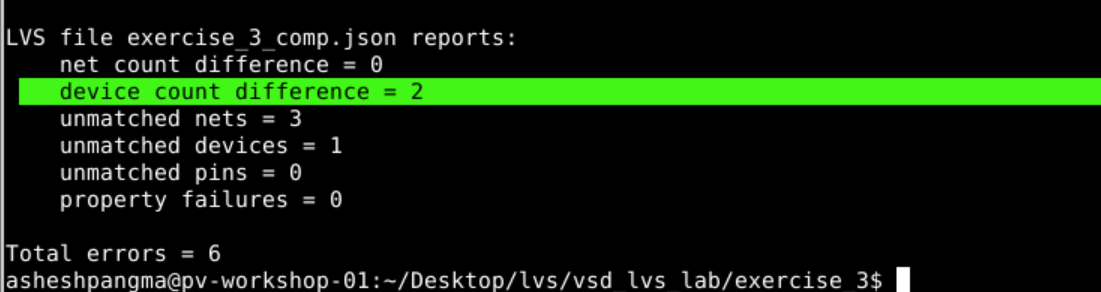 LVS file exercise_3_comp.json reports:
    net count difference = 0
    device count difference = 2
    unmatched nets = 3
    unmatched devices = 1
    unmatched pins = 0
    property failures = 0

Total errors = 6
asheshpangma@pv-workshop-01:~/Desktop/lvs/vsd_lvs_lab/exercise_3$